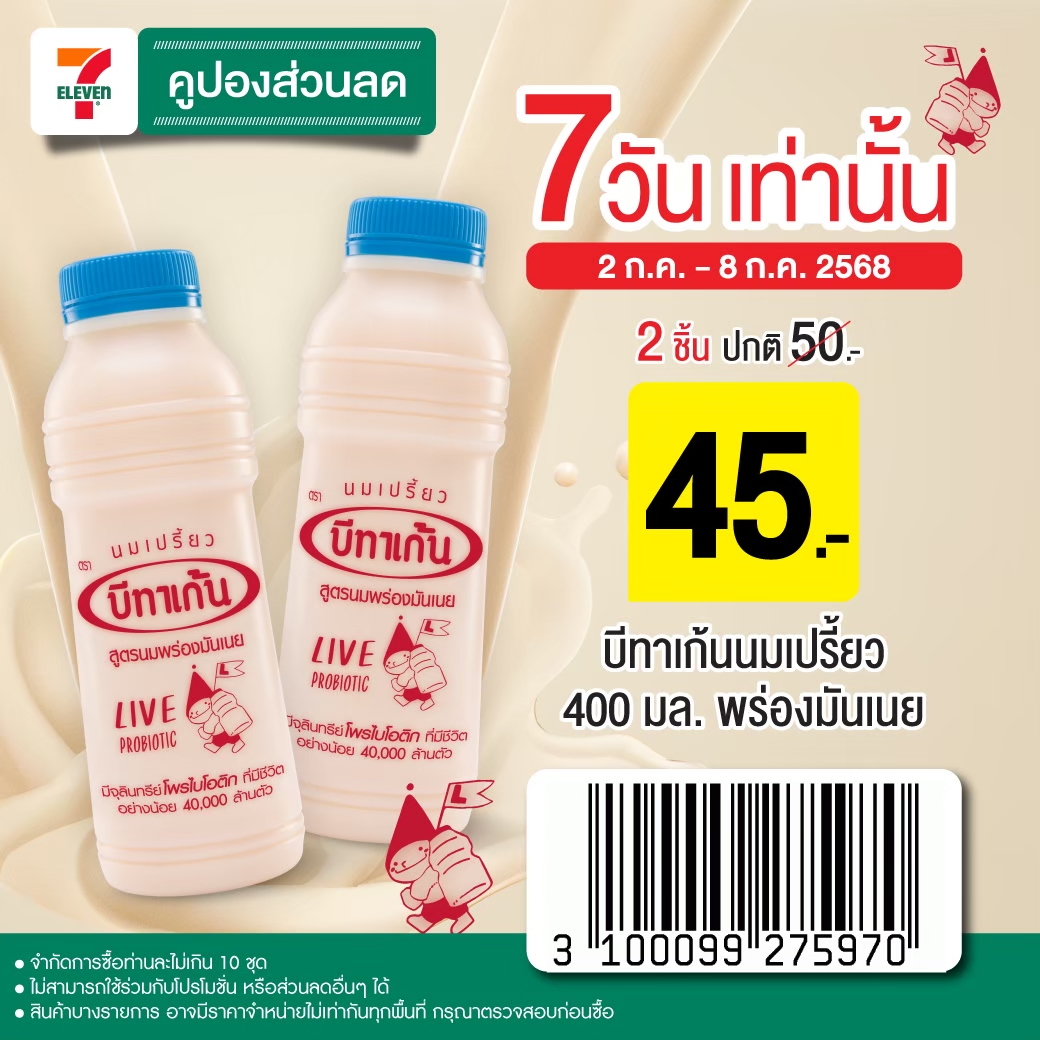 7
ELEVEN
คูปองส่วนลด
7 วัน เท่านั้น
2 ก.ค. - 8 ก.ค. 2568
2 ชิ้น ปกติ 50.-
45.-
บีทาเก้นนมเปรี้ยว
400 มล. พร่องมันเนย
3 100099 275970
ตรา นมเปรี้ยว
บีทาเก้น
สูตรนมพร่องมันเนย
LIVE
PROBIOTIC
L
มีจุลินทรีย์โพรไบโอติก ที่มีชีวิต
อย่างน้อย 40,000 ล้านตัว
ตรา นมเปรี้ยว
บีทาเก้น
สูตรนมพร่องมันเนย
LIVE
PROBIOTIC
L
มีจุลินทรีย์โพรไบโอติก ที่มีชีวิต
อย่างน้อย 40,000 ล้านตัว
L
L
• จำกัดการซื้อท่านละไม่เกิน 10 ชุด
• ไม่สามารถใช้ร่วมกับโปรโมชั่น หรือส่วนลดอื่นๆ ได้
• สินค้าบางรายการ อาจมีราคาจำหน่ายไม่เท่ากันทุกพื้นที่ กรุณาตรวจสอบก่อนซื้อ